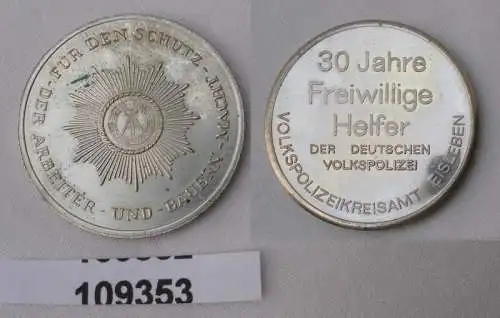 FÜR DEN SCHUTZ - DER ARBEITER - UND - BAUERN - MACHT -
30 Jahre
Freiwillige
Helfer
DER DEUTSCHEN
VOLKSPOLIZEI
VOLKSPOLIZEIKREISAMT EISLEBEN
109353